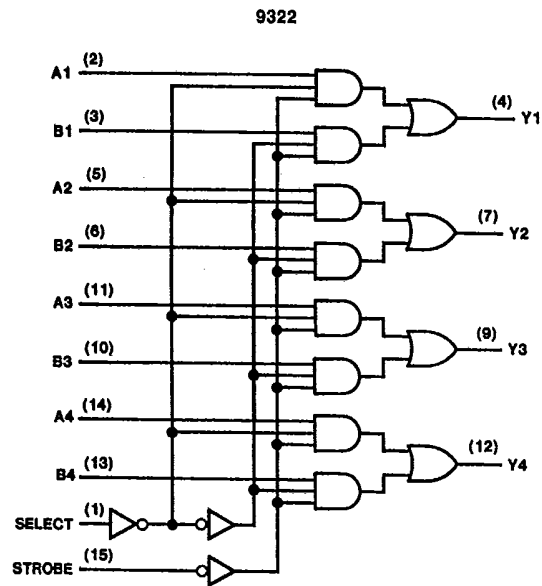 9322
A1 (2)
(4) Y1
B1 (3)
A2 (5)
(7) Y2
B2 (6)
A3 (11)
(9) Y3
B3 (10)
A4 (14)
(12) Y4
B4 (13)
SELECT (1)
STROBE (15)